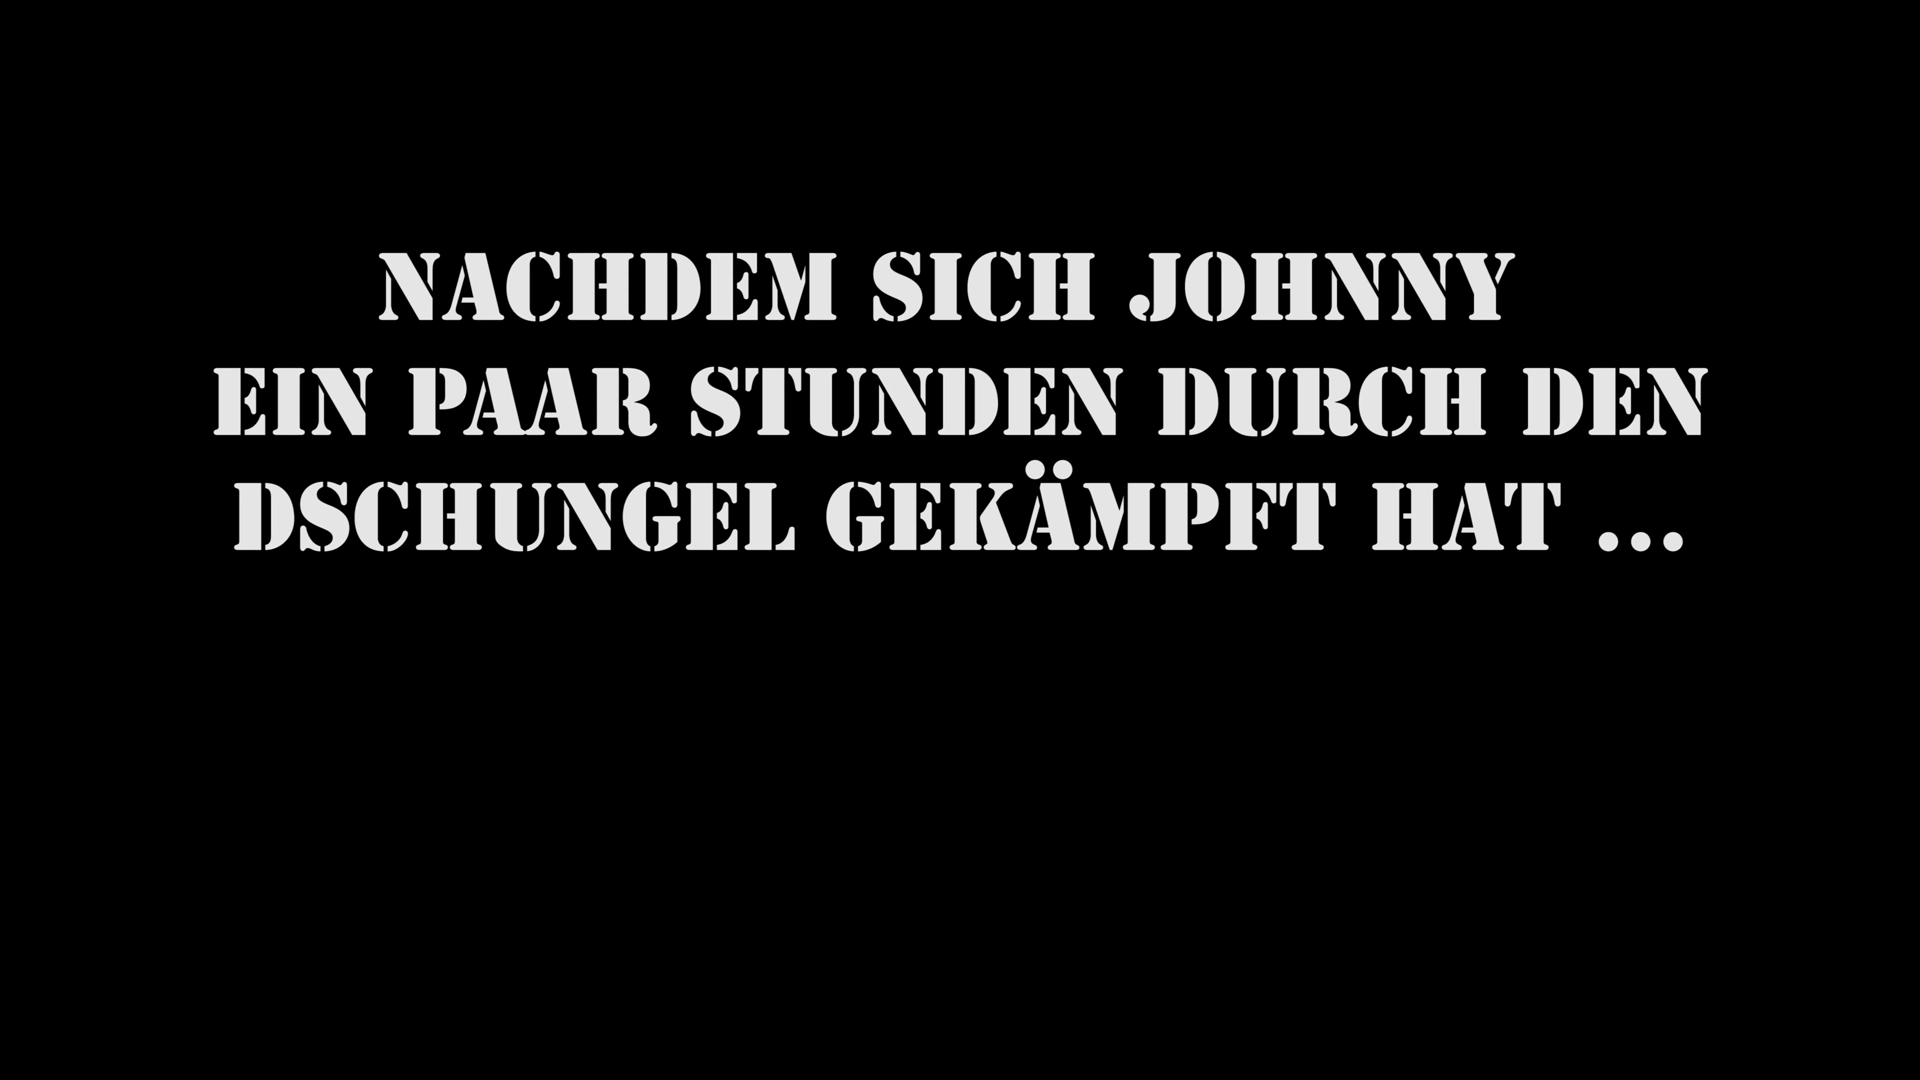 NACHDEM SICH JOHNNY
EIN PAAR STUNDEN DURCH DEN
DSCHUNGEL GEKÄMPFT HAT ...